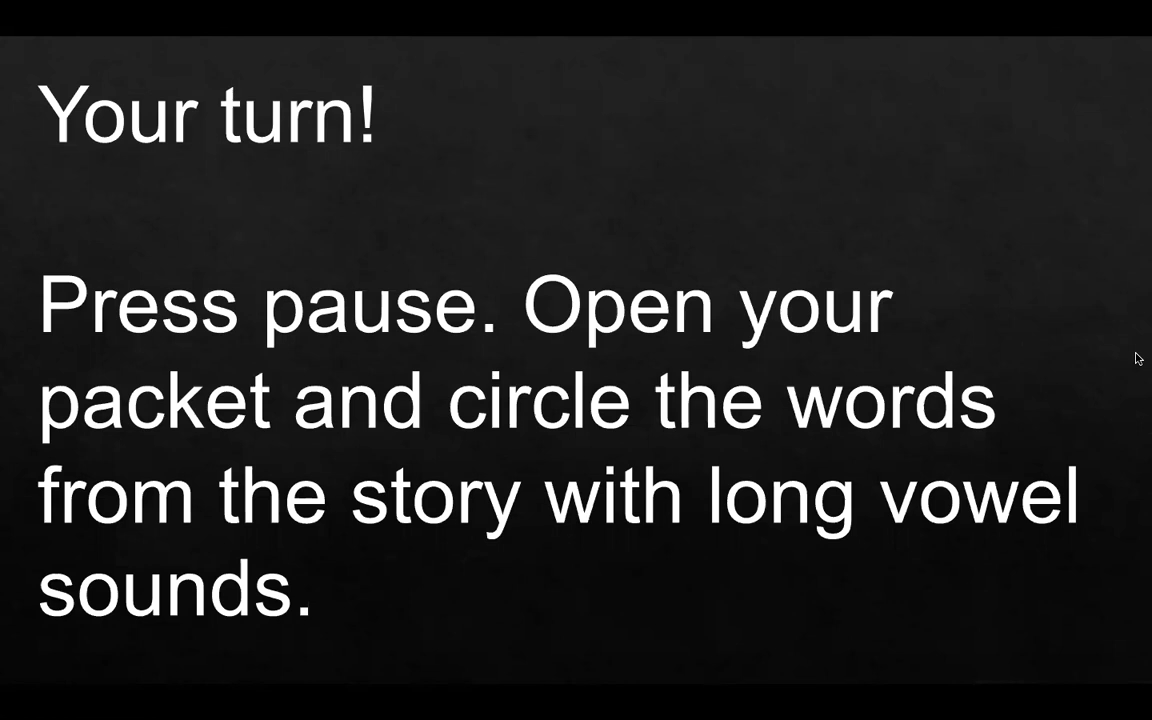 Your turn!
Press pause. Open your
packet and circle the words
from the story with long vowel
sounds.